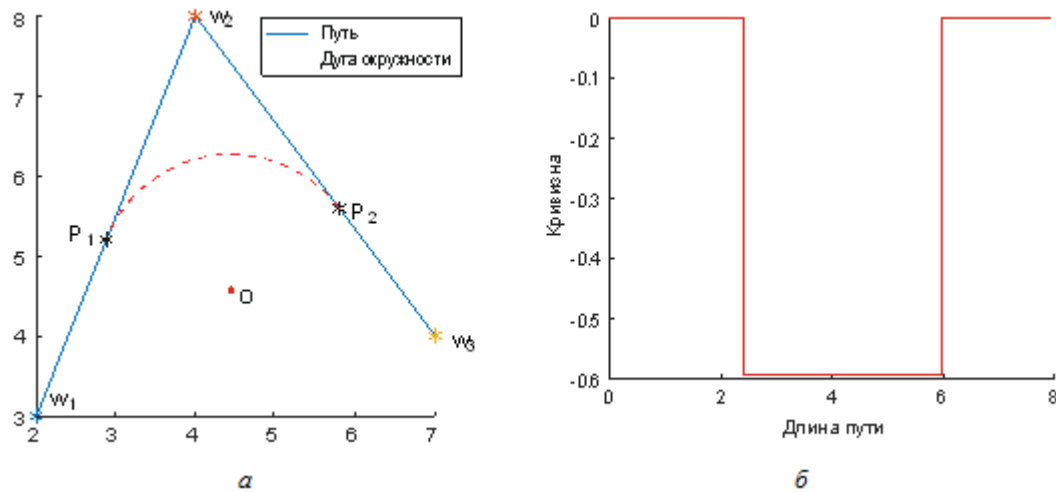 8
7
6
5
4
3
2
3
4
5
6
7
w2
w1
w3
P 1
P 2
O
Путь
Дуга окружности
а
0
-0.1
-0.2
-0.3
-0.4
-0.5
-0.6
Кривизна
0
2
4
6
8
Длина пути
б